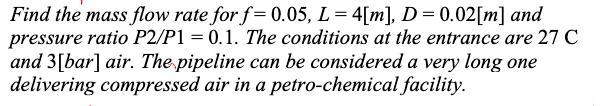 Find the mass flow rate for f = 0.05, L = 4[m], D = 0.02[m] and
pressure ratio P2/P1 = 0.1. The conditions at the entrance are 27 C
and 3[bar] air. The pipeline can be considered a very long one
delivering compressed air in a petro-chemical facility.